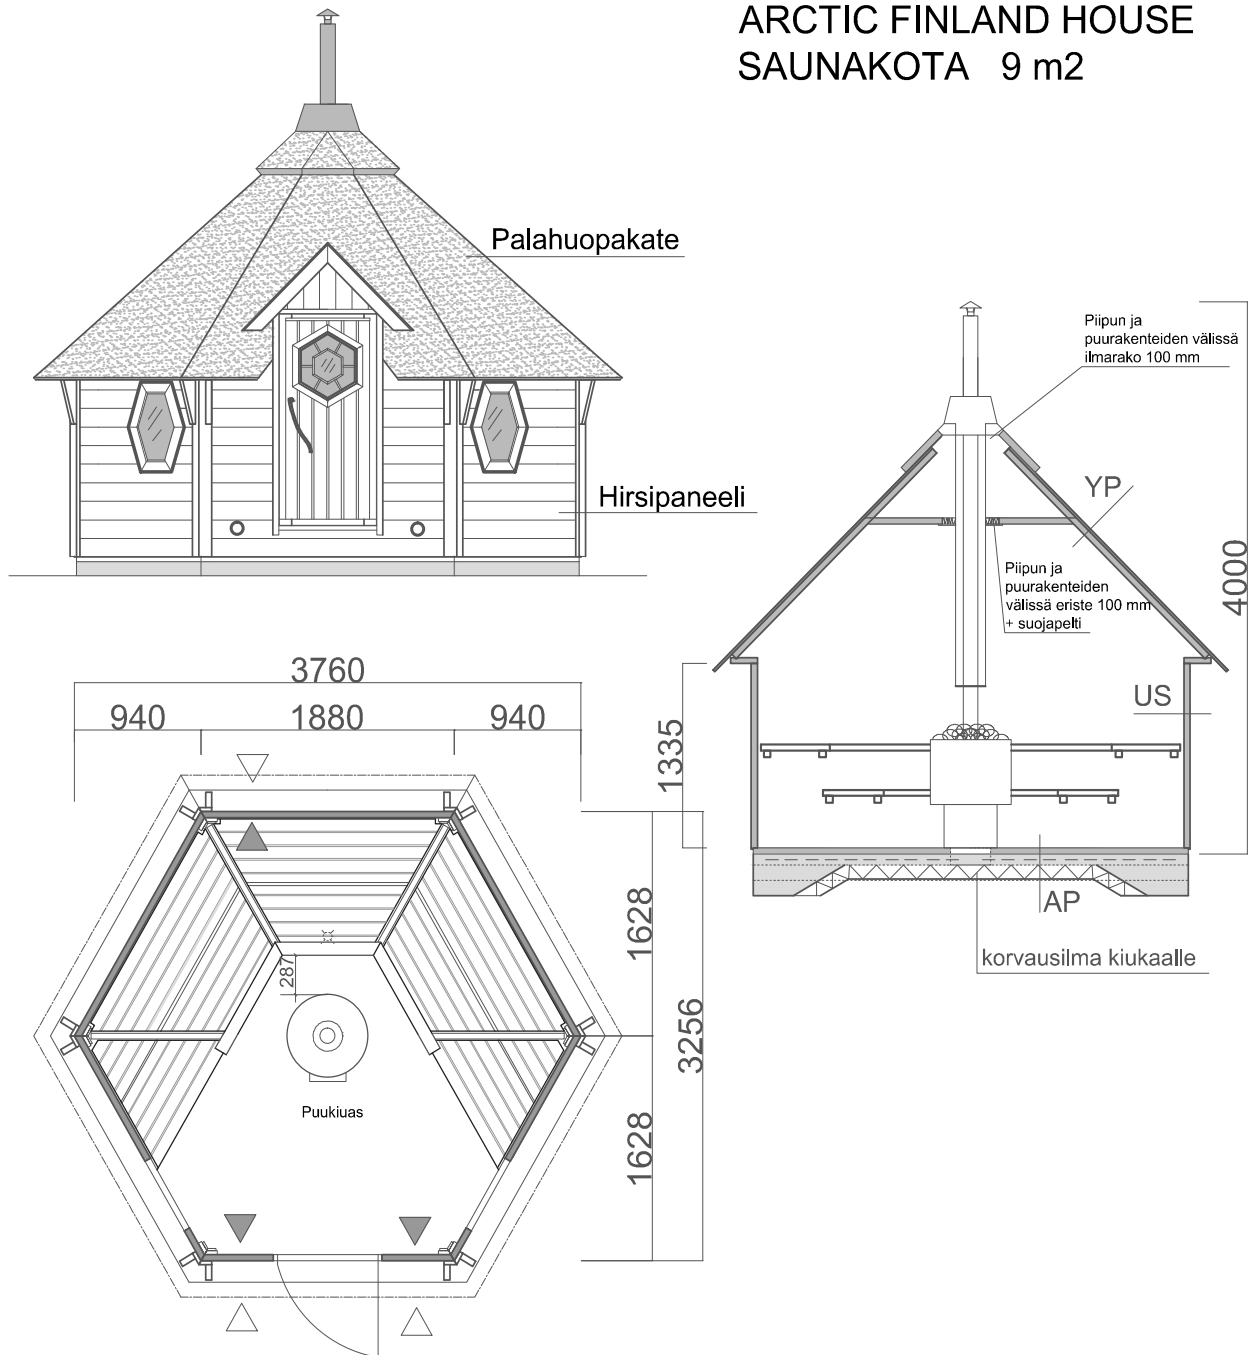 ARCTIC FINLAND HOUSE
SAUNAKOTA 9 m2
Palahuopakate
Hirsipaneeli
Piipun ja
puurakenteiden välissä
ilmarako 100 mm
YP
Piipun ja
puurakenteiden
välissä eriste 100 mm
+ suojapelti
4000
US
1335
AP
korvausilma kiukaalle
3760
940 1880 940
287
1628
3256
1628
Puukiuas